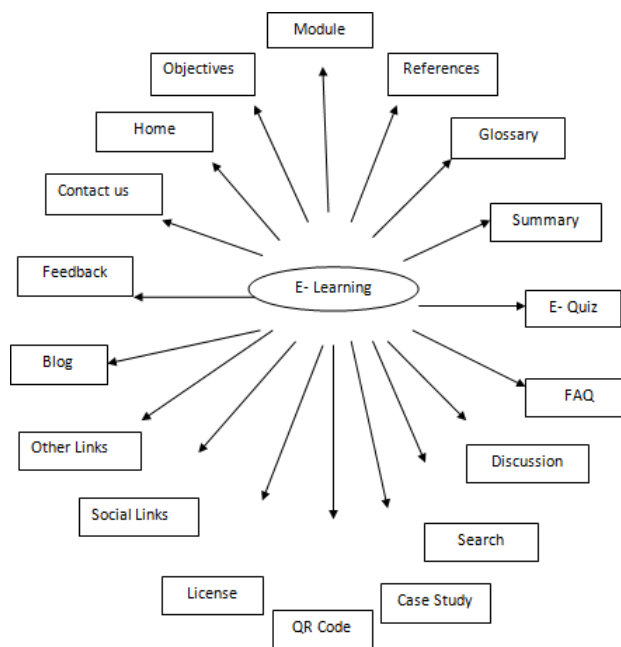 Module
Objectives
References
Home
Glossary
Contact us
Summary
Feedback
E- Learning
E- Quiz
Blog
FAQ
Other Links
Discussion
Social Links
Search
License
Case Study
QR Code